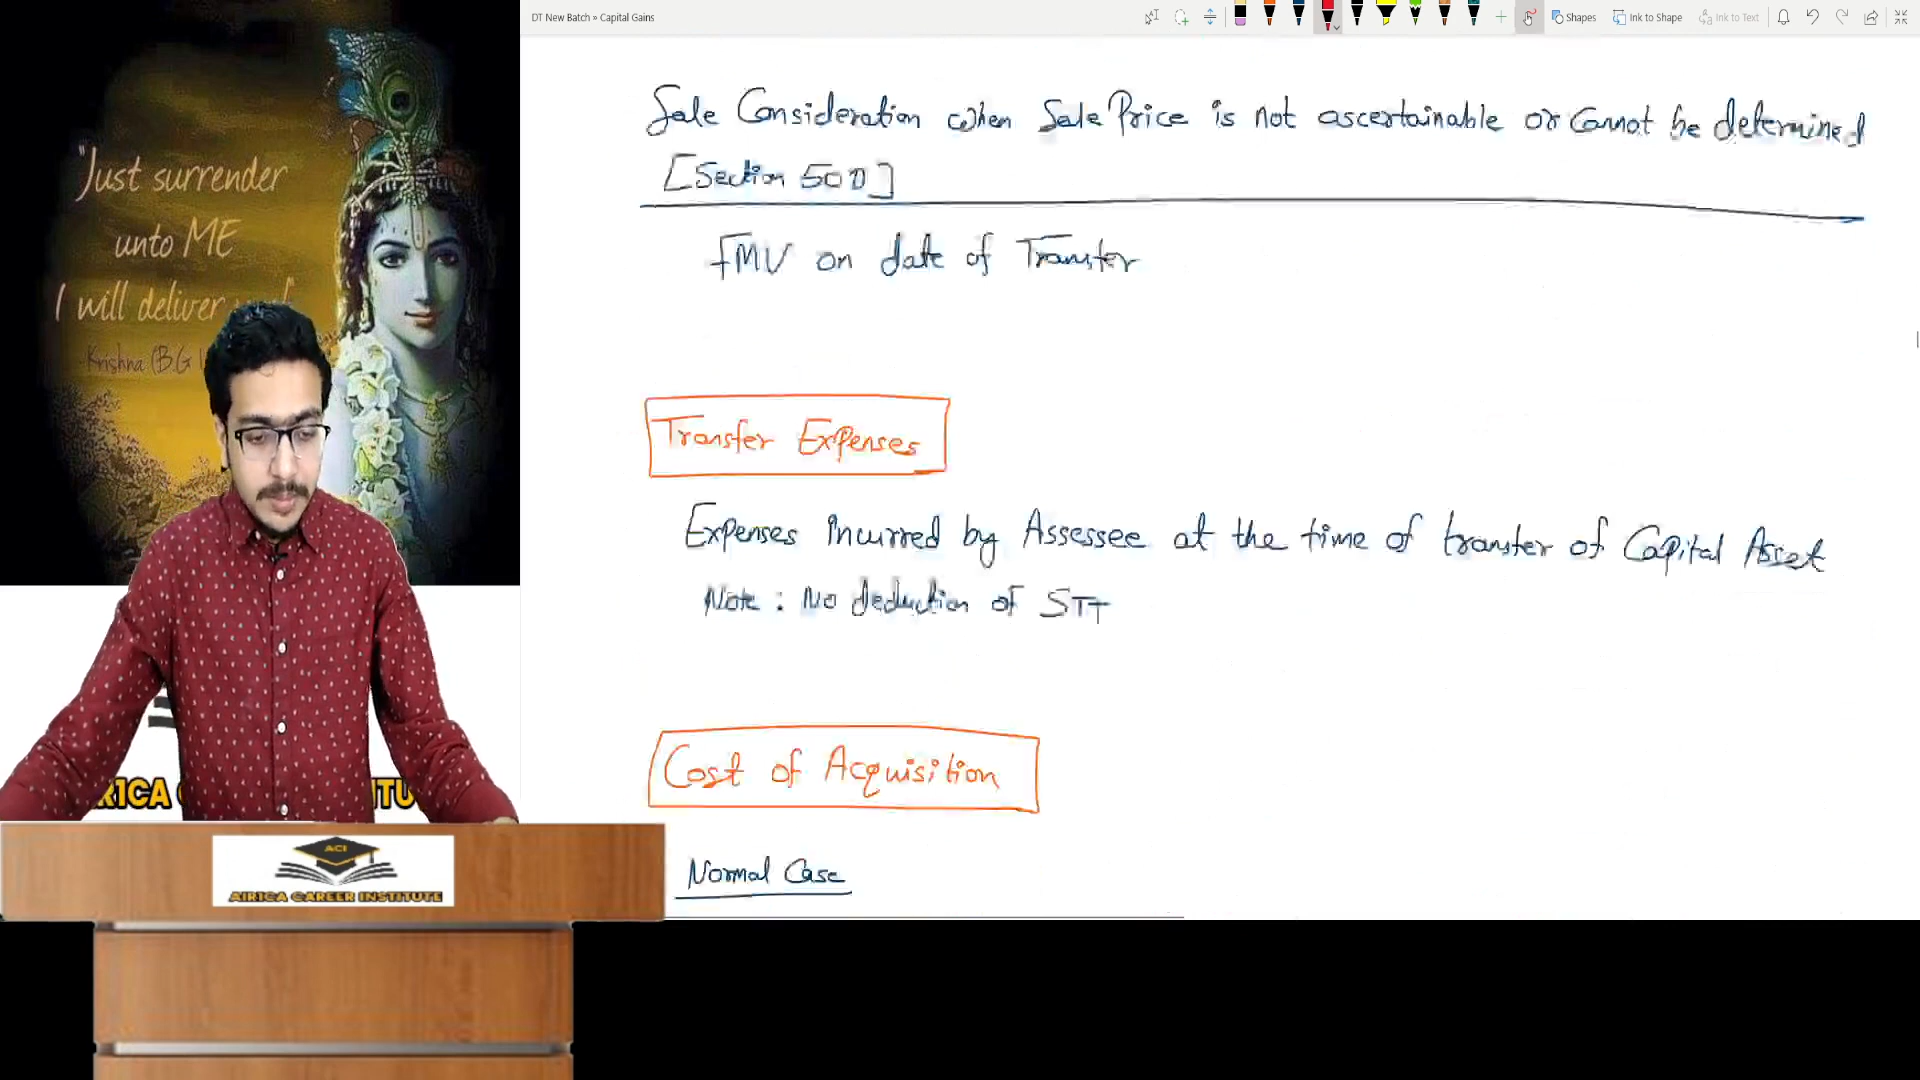 DT New Batch » Capital Gains
Shapes
Ink to Shape
Ink to Text
"Just surrender
unto ME
I will deliver
Krishna (B.G
Sale Consideration when Sale Price is not ascertainable or cannot be determined
[Section 50D]
FMV on date of Transfer
Transfer Expenses
Expenses incurred by Assessee at the time of transfer of Capital Asset
Note : No deduction of STT
Cost of Acquisition
Normal Case
ACI
AIRICA CAREER INSTITUTE